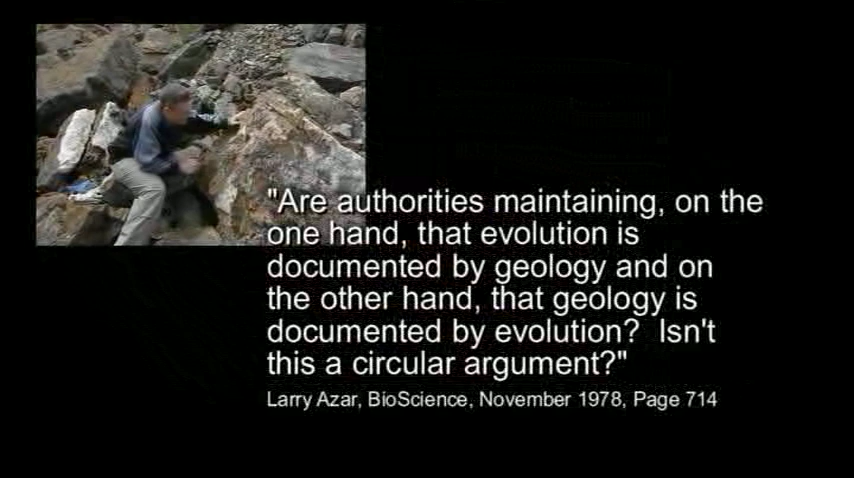 "Are authorities maintaining, on the
one hand, that evolution is
documented by geology and on
the other hand, that geology is
documented by evolution?  Isn't
this a circular argument?"
Larry Azar, BioScience, November 1978, Page 714